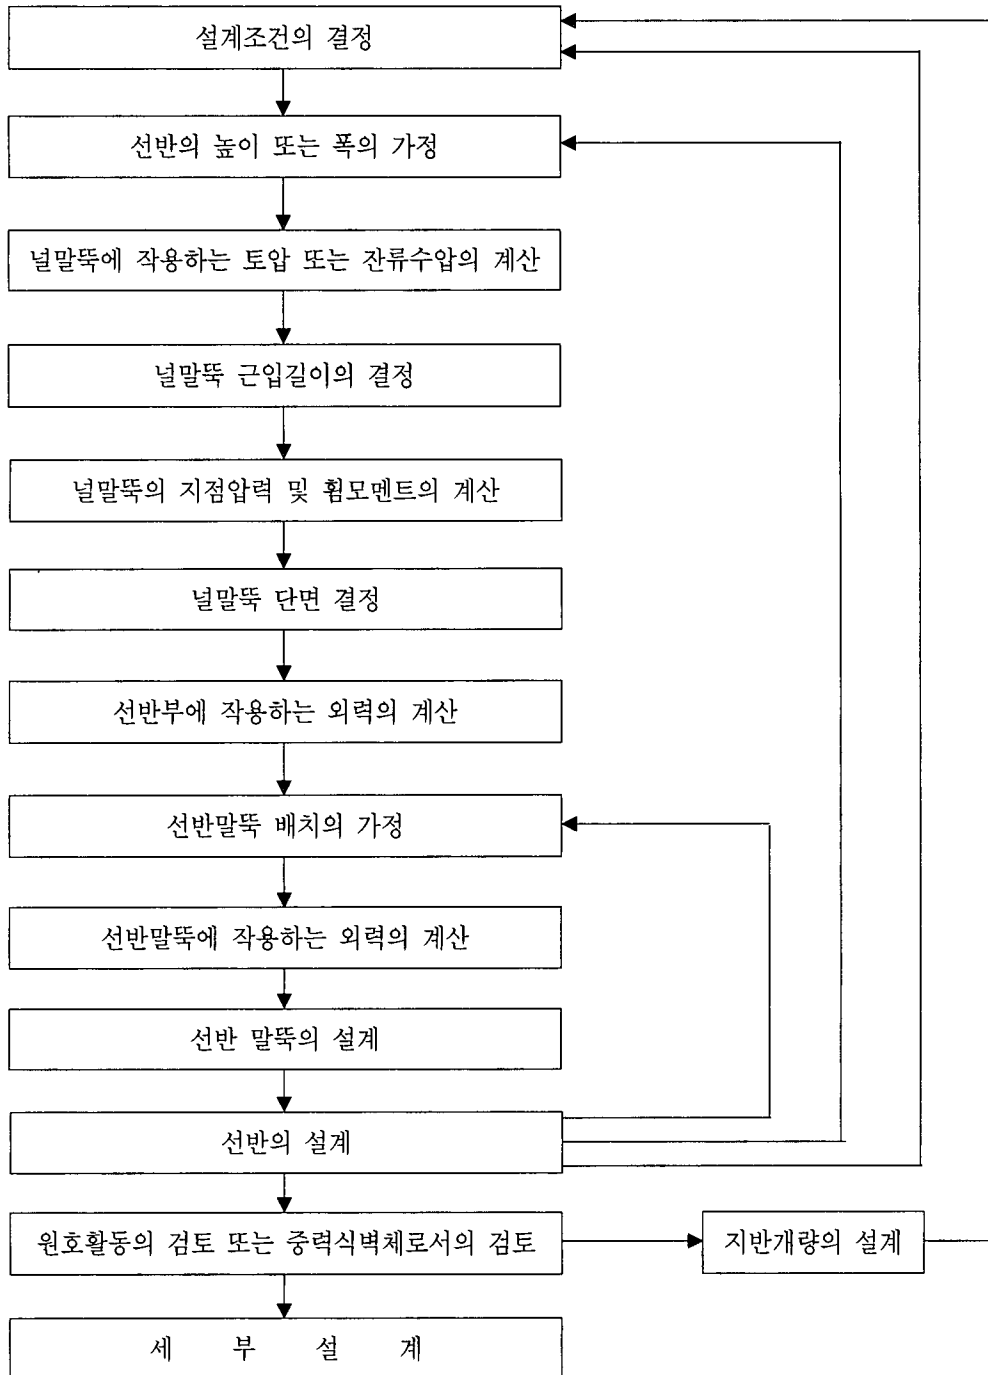 설계조건의 결정
선반의 높이 또는 폭의 가정
널말뚝에 작용하는 토압 또는 잔류수압의 계산
널말뚝 근입길이의 결정
널말뚝의 지점압력 및 휨모멘트의 계산
널말뚝 단면 결정
선반부에 작용하는 외력의 계산
선반말뚝 배치의 가정
선반말뚝에 작용하는 외력의 계산
선반 말뚝의 설계
선반의 설계
원호활동의 검토 또는 중력식벽체로서의 검토
지반개량의 설계
세 부 설 계